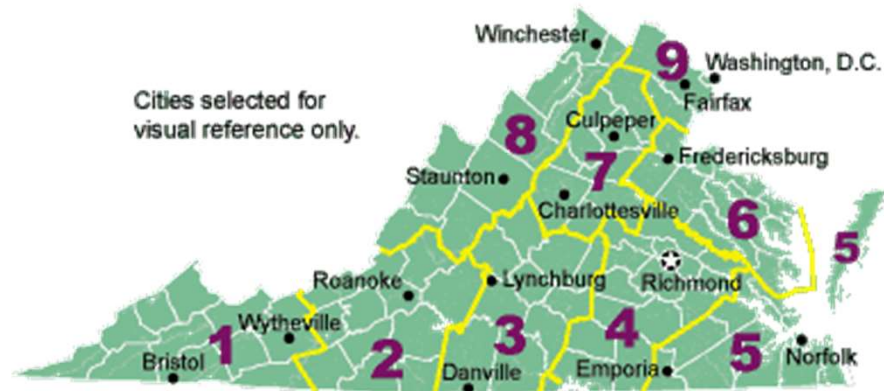 Winchester
9
Washington, D.C.
Fairfax
Cities selected for
visual reference only.
8
Culpeper
7
Fredericksburg
Staunton
Charlottesville
6
5
Roanoke
Lynchburg
Richmond
1
Wytheville
2
3
4
5
Norfolk
Bristol
Danville
Emporia